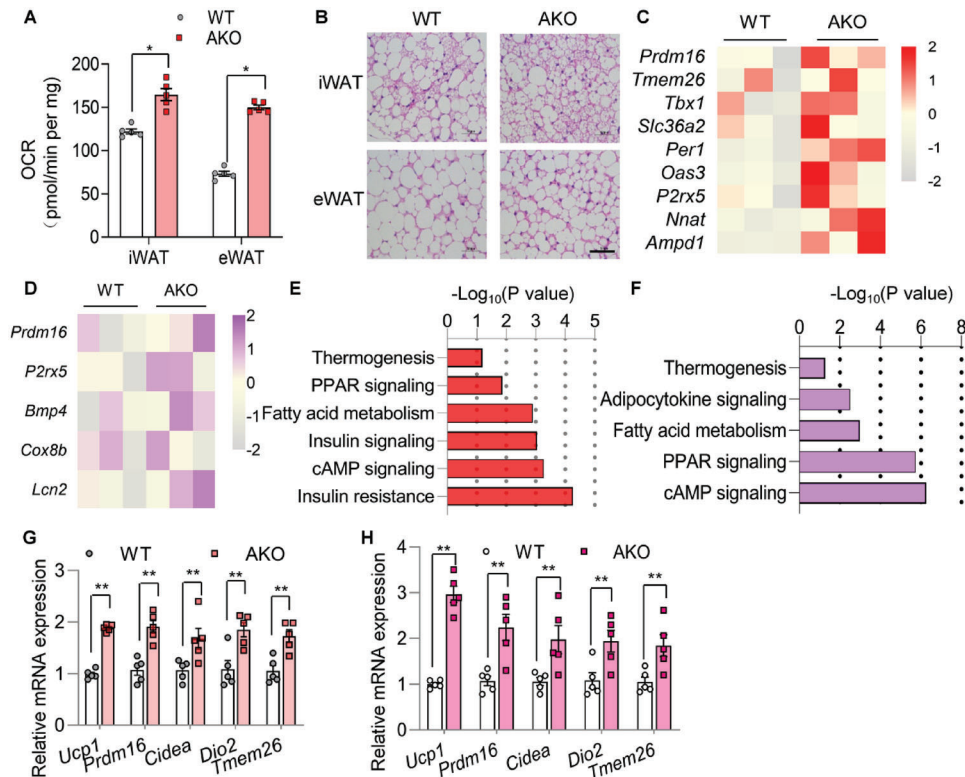 A
WT
AKO
*
*
OCR
(pmol/min per mg)
200
150
100
50
0
iWAT
eWAT
B
WT
AKO
iWAT
eWAT
C
WT
AKO
Prdm16
Tmem26
Tbx1
Slc36a2
Per1
Oas3
P2rx5
Nnat
Ampd1
2
1
0
-1
-2
D
WT
AKO
Prdm16
P2rx5
Bmp4
Cox8b
Lcn2
2
1
0
-1
-2
E
-Log10(P value)
0 1 2 3 4 5
Thermogenesis
PPAR signaling
Fatty acid metabolism
Insulin signaling
cAMP signaling
Insulin resistance
F
-Log10(P value)
0 2 4 6 8
Thermogenesis
Adipocytokine signaling
Fatty acid metabolism
PPAR signaling
cAMP signaling
G
WT
AKO
** ** ** ** **
Relative mRNA expression
3
2
1
0
Ucp1
Prdm16
Cidea
Dio2
Tmem26
H
WT
AKO
** ** ** ** **
Relative mRNA expression
4
3
2
1
0
Ucp1
Prdm16
Cidea
Dio2
Tmem26